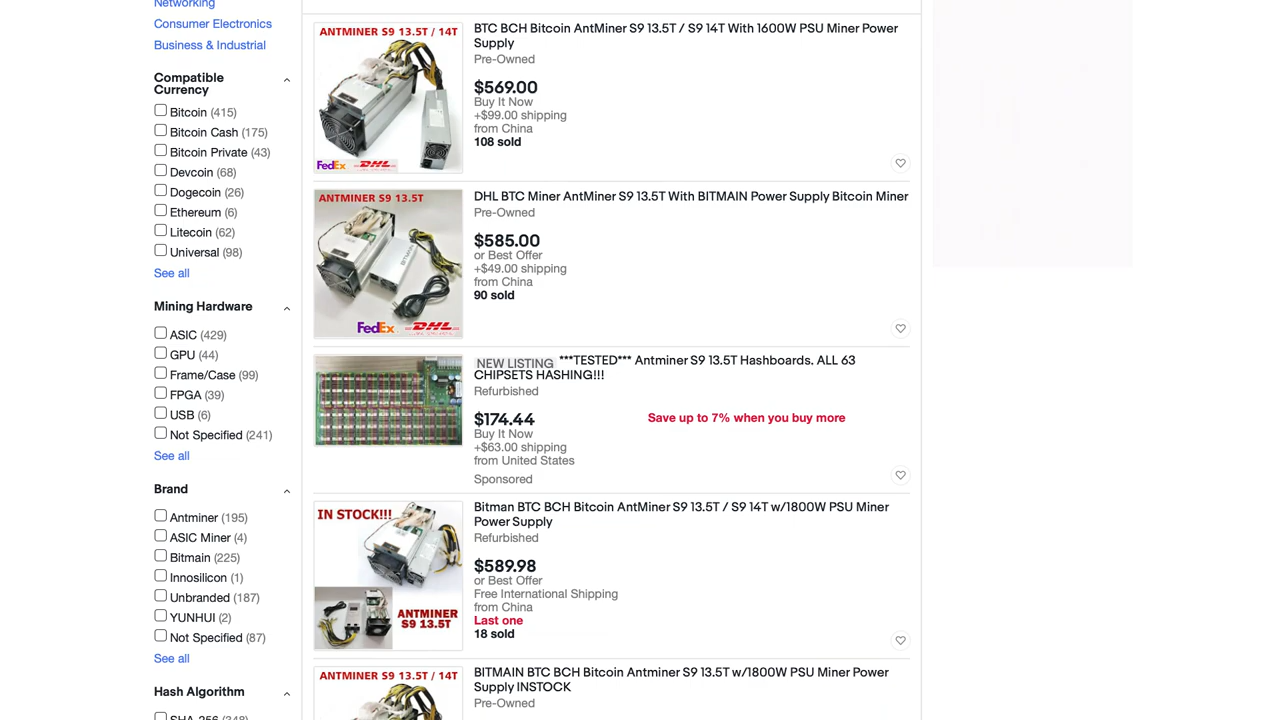 Networking
Consumer Electronics
Business & Industrial
Compatible
Currency
Bitcoin (415)
Bitcoin Cash (175)
Bitcoin Private (43)
Devcoin (68)
Dogecoin (26)
Ethereum (6)
Litecoin (62)
Universal (98)
See all
Mining Hardware
ASIC (429)
GPU (44)
Frame/Case (99)
FPGA (39)
USB (6)
Not Specified (241)
See all
Brand
Antminer (195)
ASIC Miner (4)
Bitmain (225)
Innosilicon (1)
Unbranded (187)
YUNHUI (2)
Not Specified (87)
See all
Hash Algorithm
SHA-256 (348)
ANTMINER S9 13.5T / 14T
FedEx DHL
BTC BCH Bitcoin AntMiner S9 13.5T / S9 14T With 1600W PSU Miner Power
Supply
Pre-Owned
$569.00
Buy It Now
+$99.00 shipping
from China
108 sold
ANTMINER S9 13.5T
BITMAIN
FedEx DHL
DHL BTC Miner AntMiner S9 13.5T With BITMAIN Power Supply Bitcoin Miner
Pre-Owned
$585.00
or Best Offer
+$49.00 shipping
from China
90 sold
NEW LISTING ***TESTED*** Antminer S9 13.5T Hashboards. ALL 63
CHIPSETS HASHING!!!
Refurbished
$174.44 Save up to 7% when you buy more
Buy It Now
+$63.00 shipping
from United States
Sponsored
IN STOCK!!!
ANTMINER
S9 13.5T
Bitman BTC BCH Bitcoin AntMiner S9 13.5T / S9 14T w/1800W PSU Miner
Power Supply
Refurbished
$589.98
or Best Offer
Free International Shipping
from China
Last one
18 sold
ANTMINER S9 13.5T / 14T
BITMAIN BTC BCH Bitcoin Antminer S9 13.5T w/1800W PSU Miner Power
Supply INSTOCK
Pre-Owned